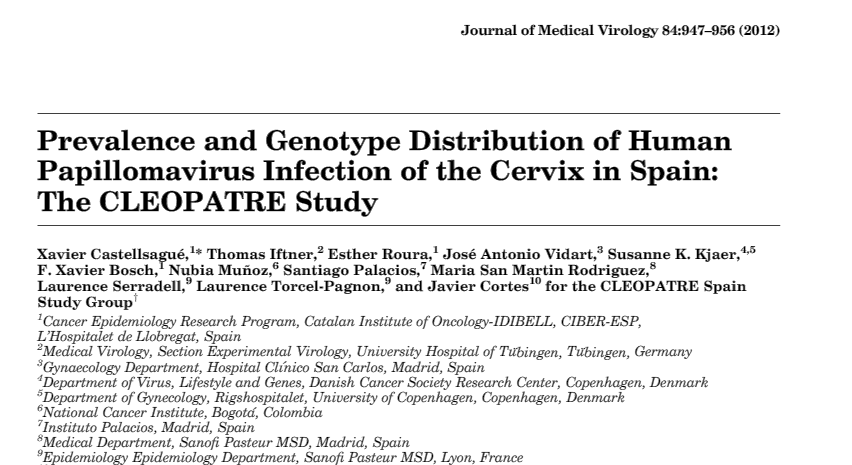 Journal of Medical Virology 84:947–956 (2012)
Prevalence and Genotype Distribution of Human
Papillomavirus Infection of the Cervix in Spain:
The CLEOPATRE Study
Xavier Castellsagué,1* Thomas Iftner,2 Esther Roura,1 José Antonio Vidart,3 Susanne K. Kjaer,4,5
F. Xavier Bosch,1 Nubia Muñoz,6 Santiago Palacios,7 Maria San Martin Rodriguez,8
Laurence Serradell,9 Laurence Torcel-Pagnon,9 and Javier Cortes10 for the CLEOPATRE Spain
Study Group†
1Cancer Epidemiology Research Program, Catalan Institute of Oncology-IDIBELL, CIBER-ESP,
L'Hospitalet de Llobregat, Spain
2Medical Virology, Section Experimental Virology, University Hospital of Tübingen, Tübingen, Germany
3Gynaecology Department, Hospital Clínico San Carlos, Madrid, Spain
4Department of Virus, Lifestyle and Genes, Danish Cancer Society Research Center, Copenhagen, Denmark
5Department of Gynecology, Rigshospitalet, University of Copenhagen, Copenhagen, Denmark
6National Cancer Institute, Bogotá, Colombia
7Instituto Palacios, Madrid, Spain
8Medical Department, Sanofi Pasteur MSD, Madrid, Spain
9Epidemiology Epidemiology Department, Sanofi Pasteur MSD, Lyon, France